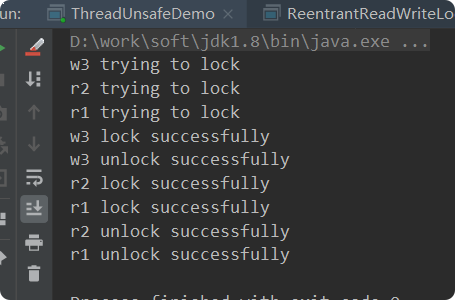 un: ThreadUnsafeDemo × ReentrantReadWriteLo
D:\work\soft\jdk1.8\bin\java.exe ...
w3 trying to lock
r2 trying to lock
r1 trying to lock
w3 lock successfully
w3 unlock successfully
r2 lock successfully
r1 lock successfully
r2 unlock successfully
r1 unlock successfully